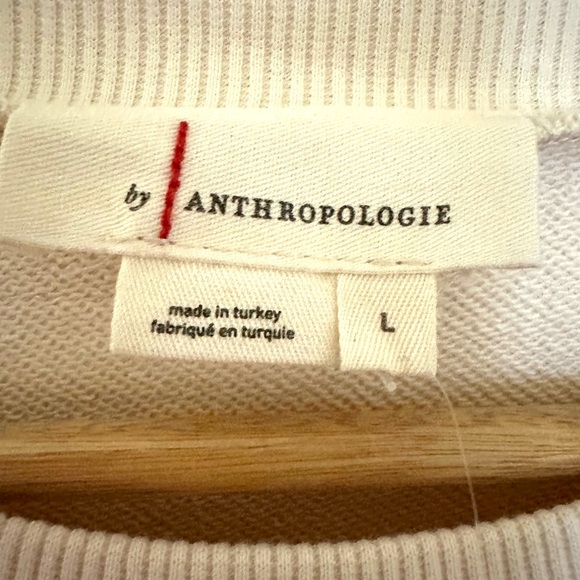 by ANTHROPOLOGIE
made in turkey
fabriqué en turquie
L